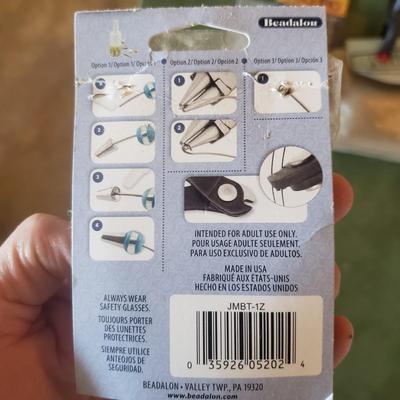 Beadalon
Option 1/ Option 1/ Opción 1
Option 2/ Option 2/ Opción 2
Option 3/ Option 3/ Opción 3
1
2
3
4
1
2
1
INTENDED FOR ADULT USE ONLY.
POUR USAGE ADULTE SEULEMENT.
PARA USO EXCLUSIVO DE ADULTOS.
MADE IN USA
FABRIQUÉ AUX ÉTATS-UNIS
HECHO EN LOS ESTADOS UNIDOS
ALWAYS WEAR
SAFETY GLASSES.
TOUJOURS PORTER
DES LUNETTES
PROTECTRICES.
SIEMPRE UTILICE
ANTEOJOS DE
SEGURIDAD.
JMBT-1Z
0 35926 05202 4
BEADALON • VALLEY TWP., PA 19320
www.beadalon.com